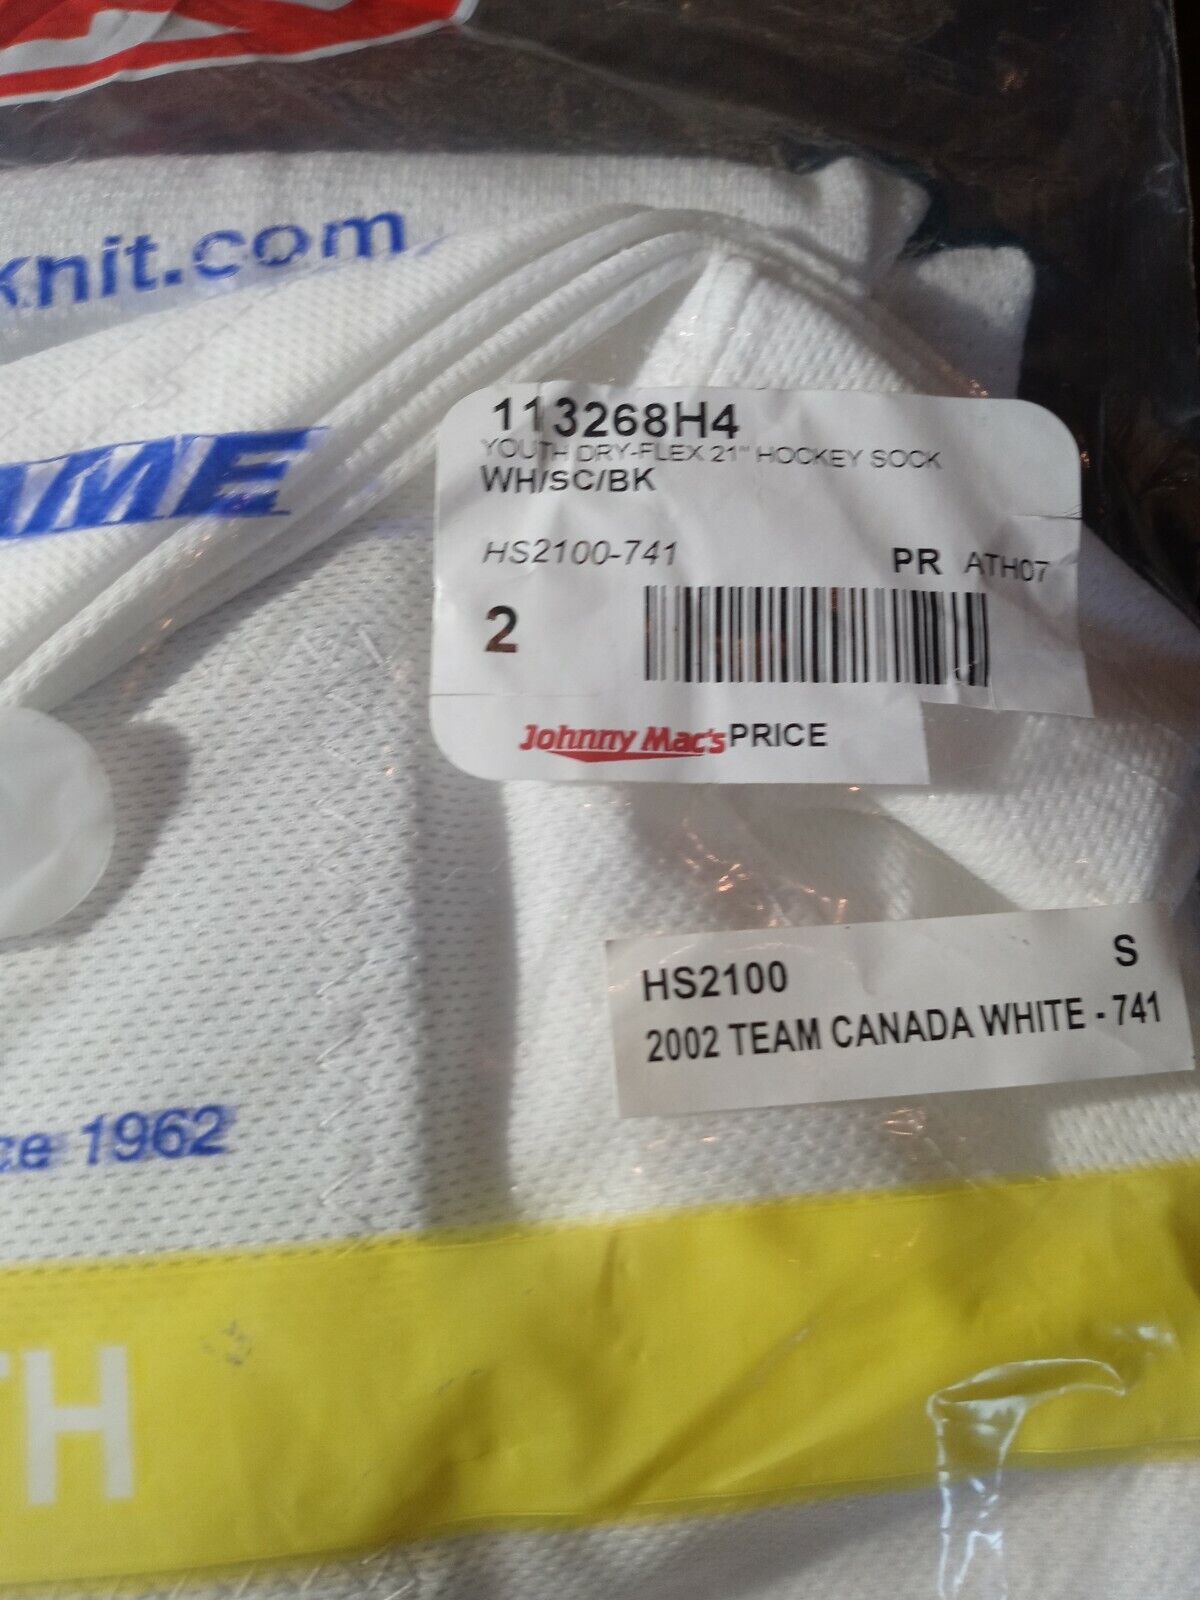 knit.com
AME
113268H4
YOUTH DRY-FLEX 21" HOCKEY SOCK
WH/SC/BK
HS2100-741 PR ATH07
2
Johnny Mac's PRICE
HS2100 S
2002 TEAM CANADA WHITE - 741
ce 1962
TH